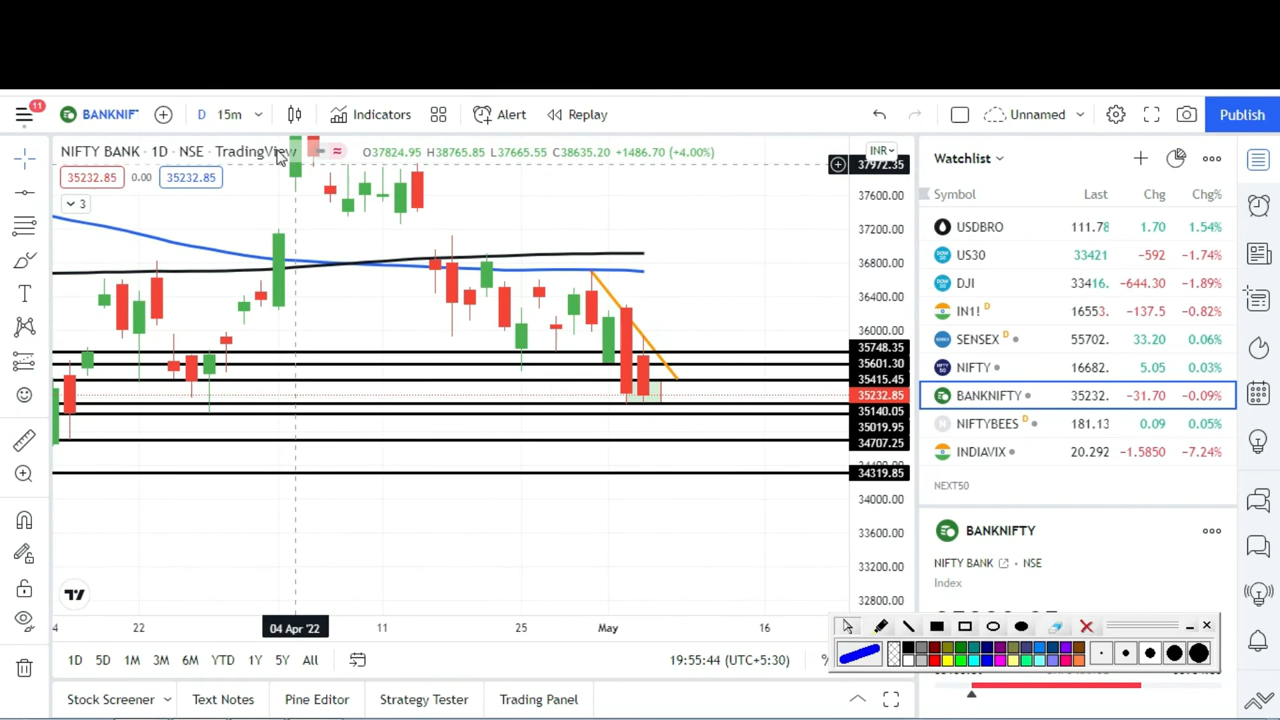 11 BANKNIF D 15m Indicators Alert Replay Unnamed Publish
NIFTY BANK · 1D · NSE · TradingView O37824.95 H38765.85 L37665.55 C38635.20 +1486.70 (+4.00%)
35232.85 0.00 35232.85
3
INR
37972.35
37600.00
37200.00
36800.00
36400.00
36000.00
35748.35
35601.30
35415.45
35232.85
35140.05
35019.95
34707.25
34319.85
34000.00
33600.00
33200.00
32800.00
4 22 04 Apr '22 11 25 May 16
1D 5D 1M 3M 6M YTD 1Y 5Y All 19:55:44 (UTC+5:30) %
Stock Screener Text Notes Pine Editor Strategy Tester Trading Panel
Watchlist
Symbol Last Chg Chg%
USDBRO 111.78 1.70 1.54%
US30 33421 -592 -1.74%
DJI 33416. -644.30 -1.89%
IN1! D 16553. -137.5 -0.82%
SENSEX D 55702. 33.20 0.06%
NIFTY 16682. 5.05 0.03%
BANKNIFTY 35232. -31.70 -0.09%
NIFTYBEES D 181.13 0.09 0.05%
INDIAVIX 20.292 -1.5850 -7.24%
NEXT50
BANKNIFTY
NIFTY BANK · NSE
Index